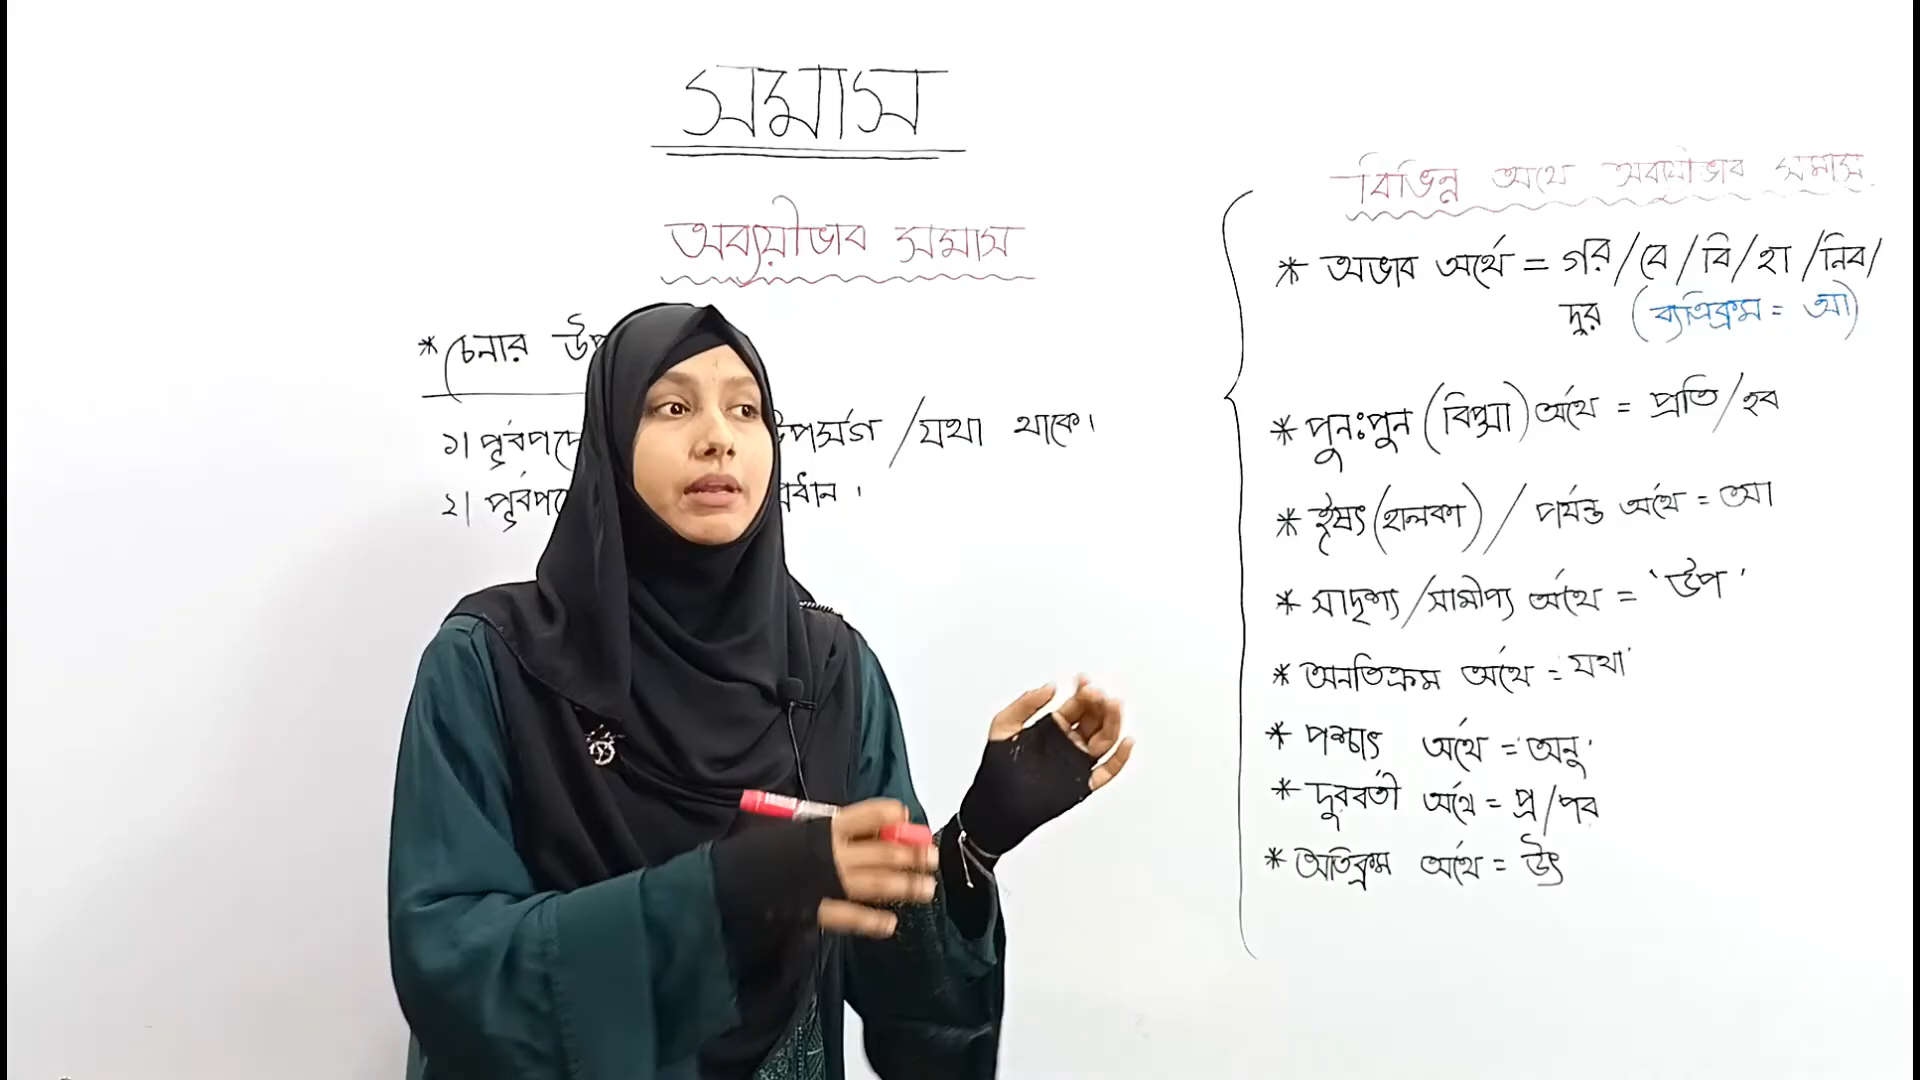 সমাস
অব্যয়ীভাব সমাস
* চেনার
১| উপসর্গ /যথা থাকে।
২| প্রধান।
বিভিন্ন অর্থে অব্যয়ীভাব সমাস
* অভাব অর্থে = গর/বে/বি/হা/নির/
দুর (ব্যতিক্রম = আ)
* পুনঃপুন (বিপ্সা) অর্থে = প্রতি/হর
* ঈষৎ (হালকা) / পর্যন্ত অর্থে = আ
* সাদৃশ্য/সামীপ্য অর্থে = 'উপ'
* অনতিক্রম অর্থে = 'যথা'
* পশ্চাৎ অর্থে = 'অনু'
* দুরবর্তী অর্থে = প্র/পর
* অতিক্রম অর্থে = উৎ